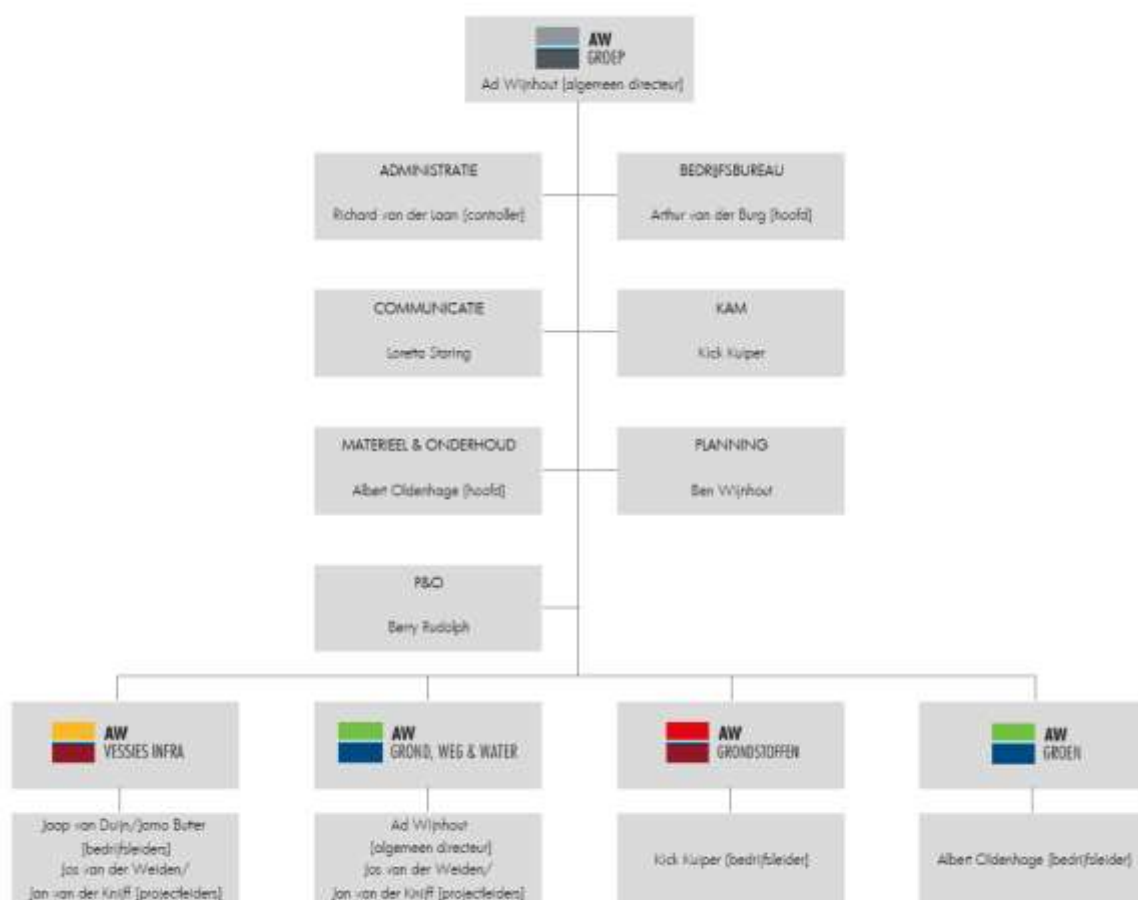 AW
GROEP
Ad Wijnhout [algemeen directeur]
ADMINISTRATIE
Richard van der Laan [controller]
BEDRIJFSBUREAU
Arthur van der Burg [hoofd]
COMMUNICATIE
Loretta Staring
KAM
Kick Kuiper
MATERIEEL & ONDERHOUD
Albert Oldenhage [hoofd]
PLANNING
Ben Wijnhout
P&O
Berry Rudolph
AW
VESSIES INFRA
Jaap van Duijn/Jarno Butter
[bedrijfsleiders]
Jos van der Weiden/
Jan van der Knijff [projectleiders]
AW
GROND, WEG & WATER
Ad Wijnhout
[algemeen directeur]
Jos van der Weiden/
Jan van der Knijff [projectleiders]
AW
GRONDSTOFFEN
Kick Kuiper [bedrijfsleider]
AW
GROEN
Albert Oldenhage [bedrijfsleider]